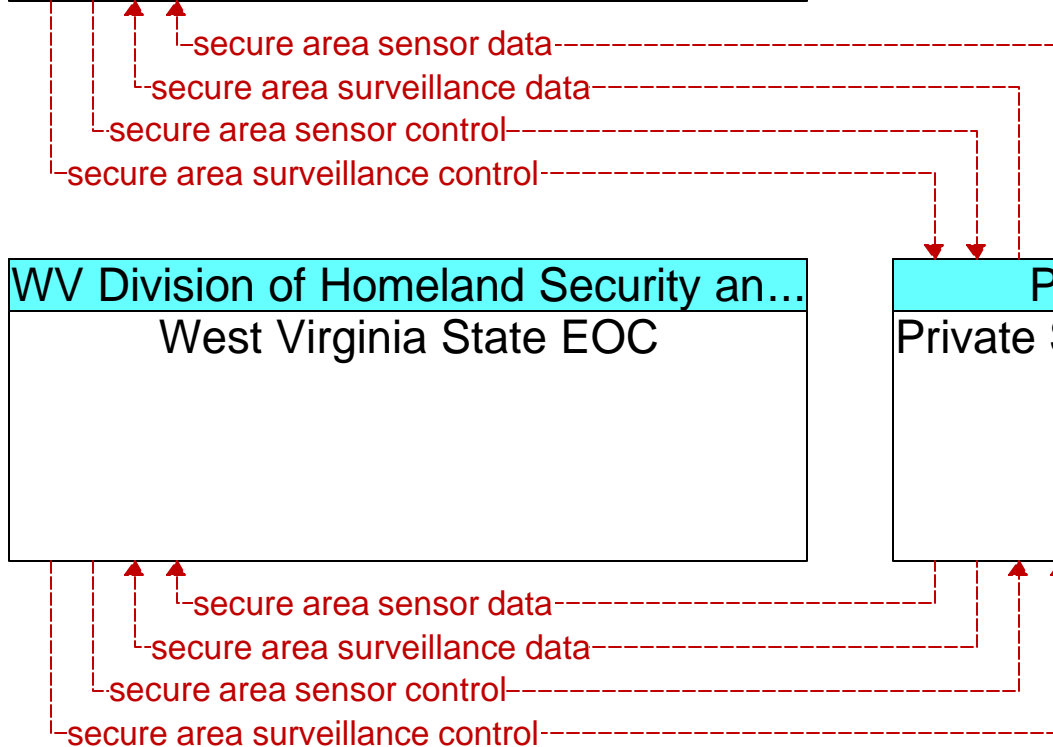 secure area sensor data
secure area surveillance data
secure area sensor control
secure area surveillance control
WV Division of Homeland Security an...
West Virginia State EOC
P
Private
secure area sensor data
secure area surveillance data
secure area sensor control
secure area surveillance control